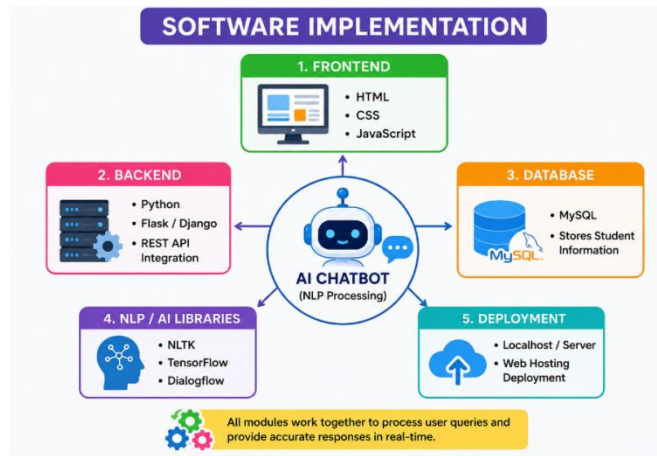 SOFTWARE IMPLEMENTATION
1. FRONTEND
• HTML
• CSS
• JavaScript
2. BACKEND
• Python
• Flask / Django
• REST API
Integration
3. DATABASE
• MySQL
• Stores Student
Information
MySQL
AI CHATBOT
(NLP Processing)
4. NLP / AI LIBRARIES
• NLTK
• TensorFlow
• Dialogflow
5. DEPLOYMENT
• Localhost / Server
• Web Hosting
Deployment
All modules work together to process user queries and
provide accurate responses in real-time.